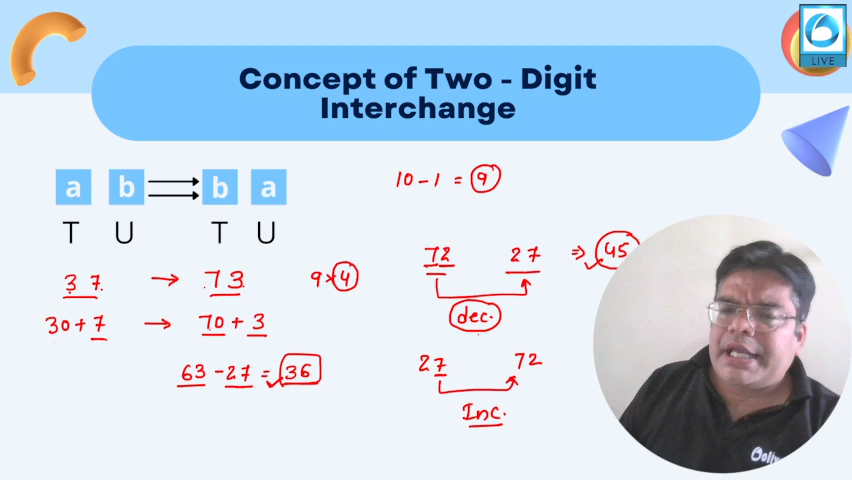 LIVE
Concept of Two - Digit
Interchange
a b b a
T U T U
10 - 1 = 9
72 27 ⇒ 45
dec.
37 → 73 9 × 4
30 + 7 → 70 + 3
63 - 27 = 36
27 72
Inc.